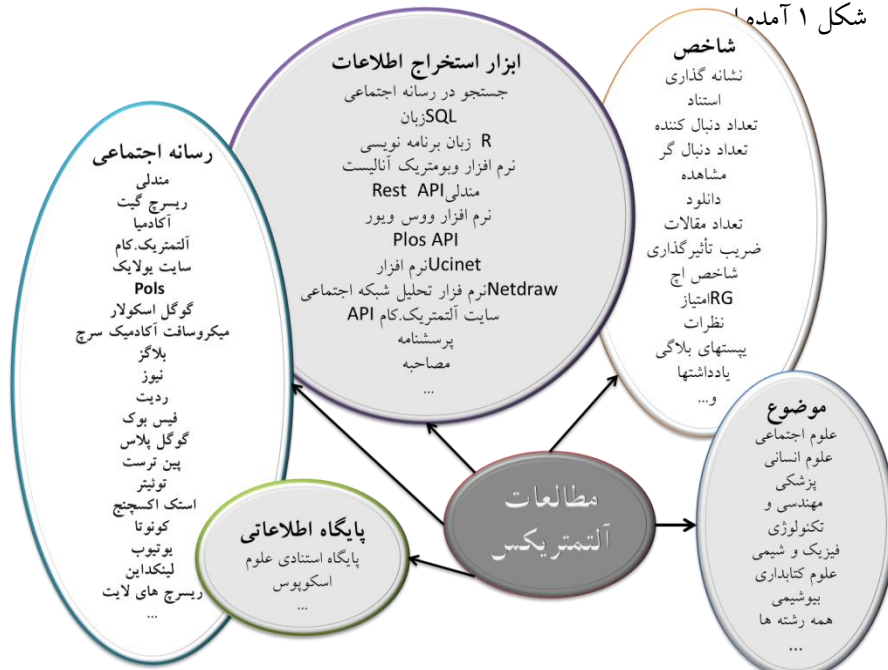 شکل ۱ آمده
شاخص
نشانه گذاری
استناد
تعداد دنبال کننده
تعداد دنبال گر
مشاهده
دانلود
تعداد مقالات
ضریب تأثیرگذاری
شاخص اچ
RGامتیاز
نظرات
پیستهای بلاگی
یادداشتها
و...
ابزار استخراج اطلاعات
جستجو در رسانه اجتماعی
SQLزبان
R زبان برنامه نویسی
نرم افزار وبومتریک آنالیست
Rest APIمندلی
نرم افزار ووس ویور
Plos API
Ucinetنرم افزار
Netdrawنرم فزار تحلیل شبکه اجتماعی
سایت آلتمتریک.کام API
پرسشنامه
مصاحبه
...
رسانه اجتماعی
مندلی
ریسرچ گیت
آکادمیا
آلتمتریک.کام
سایت یولایک
Pols
گوگل اسکولار
میکروسافت آکادمیک سرچ
بلاگز
نیوز
ردیت
فیس بوک
گوگل پلاس
پین ترست
توئیتر
استک اکسچنج
کونوتا
یوتیوب
لینکداین
ریسرچ های لایت
...
موضوع
علوم اجتماعی
علوم انسانی
پزشکی
مهندسی و
تکنولوژی
فیزیک و شیمی
علوم کتابداری
بیوشیمی
همه رشته ها
...
پایگاه اطلاعاتی
پایگاه استنادی علوم
اسکوپوس
...
مطالعات
آلتمتریکس